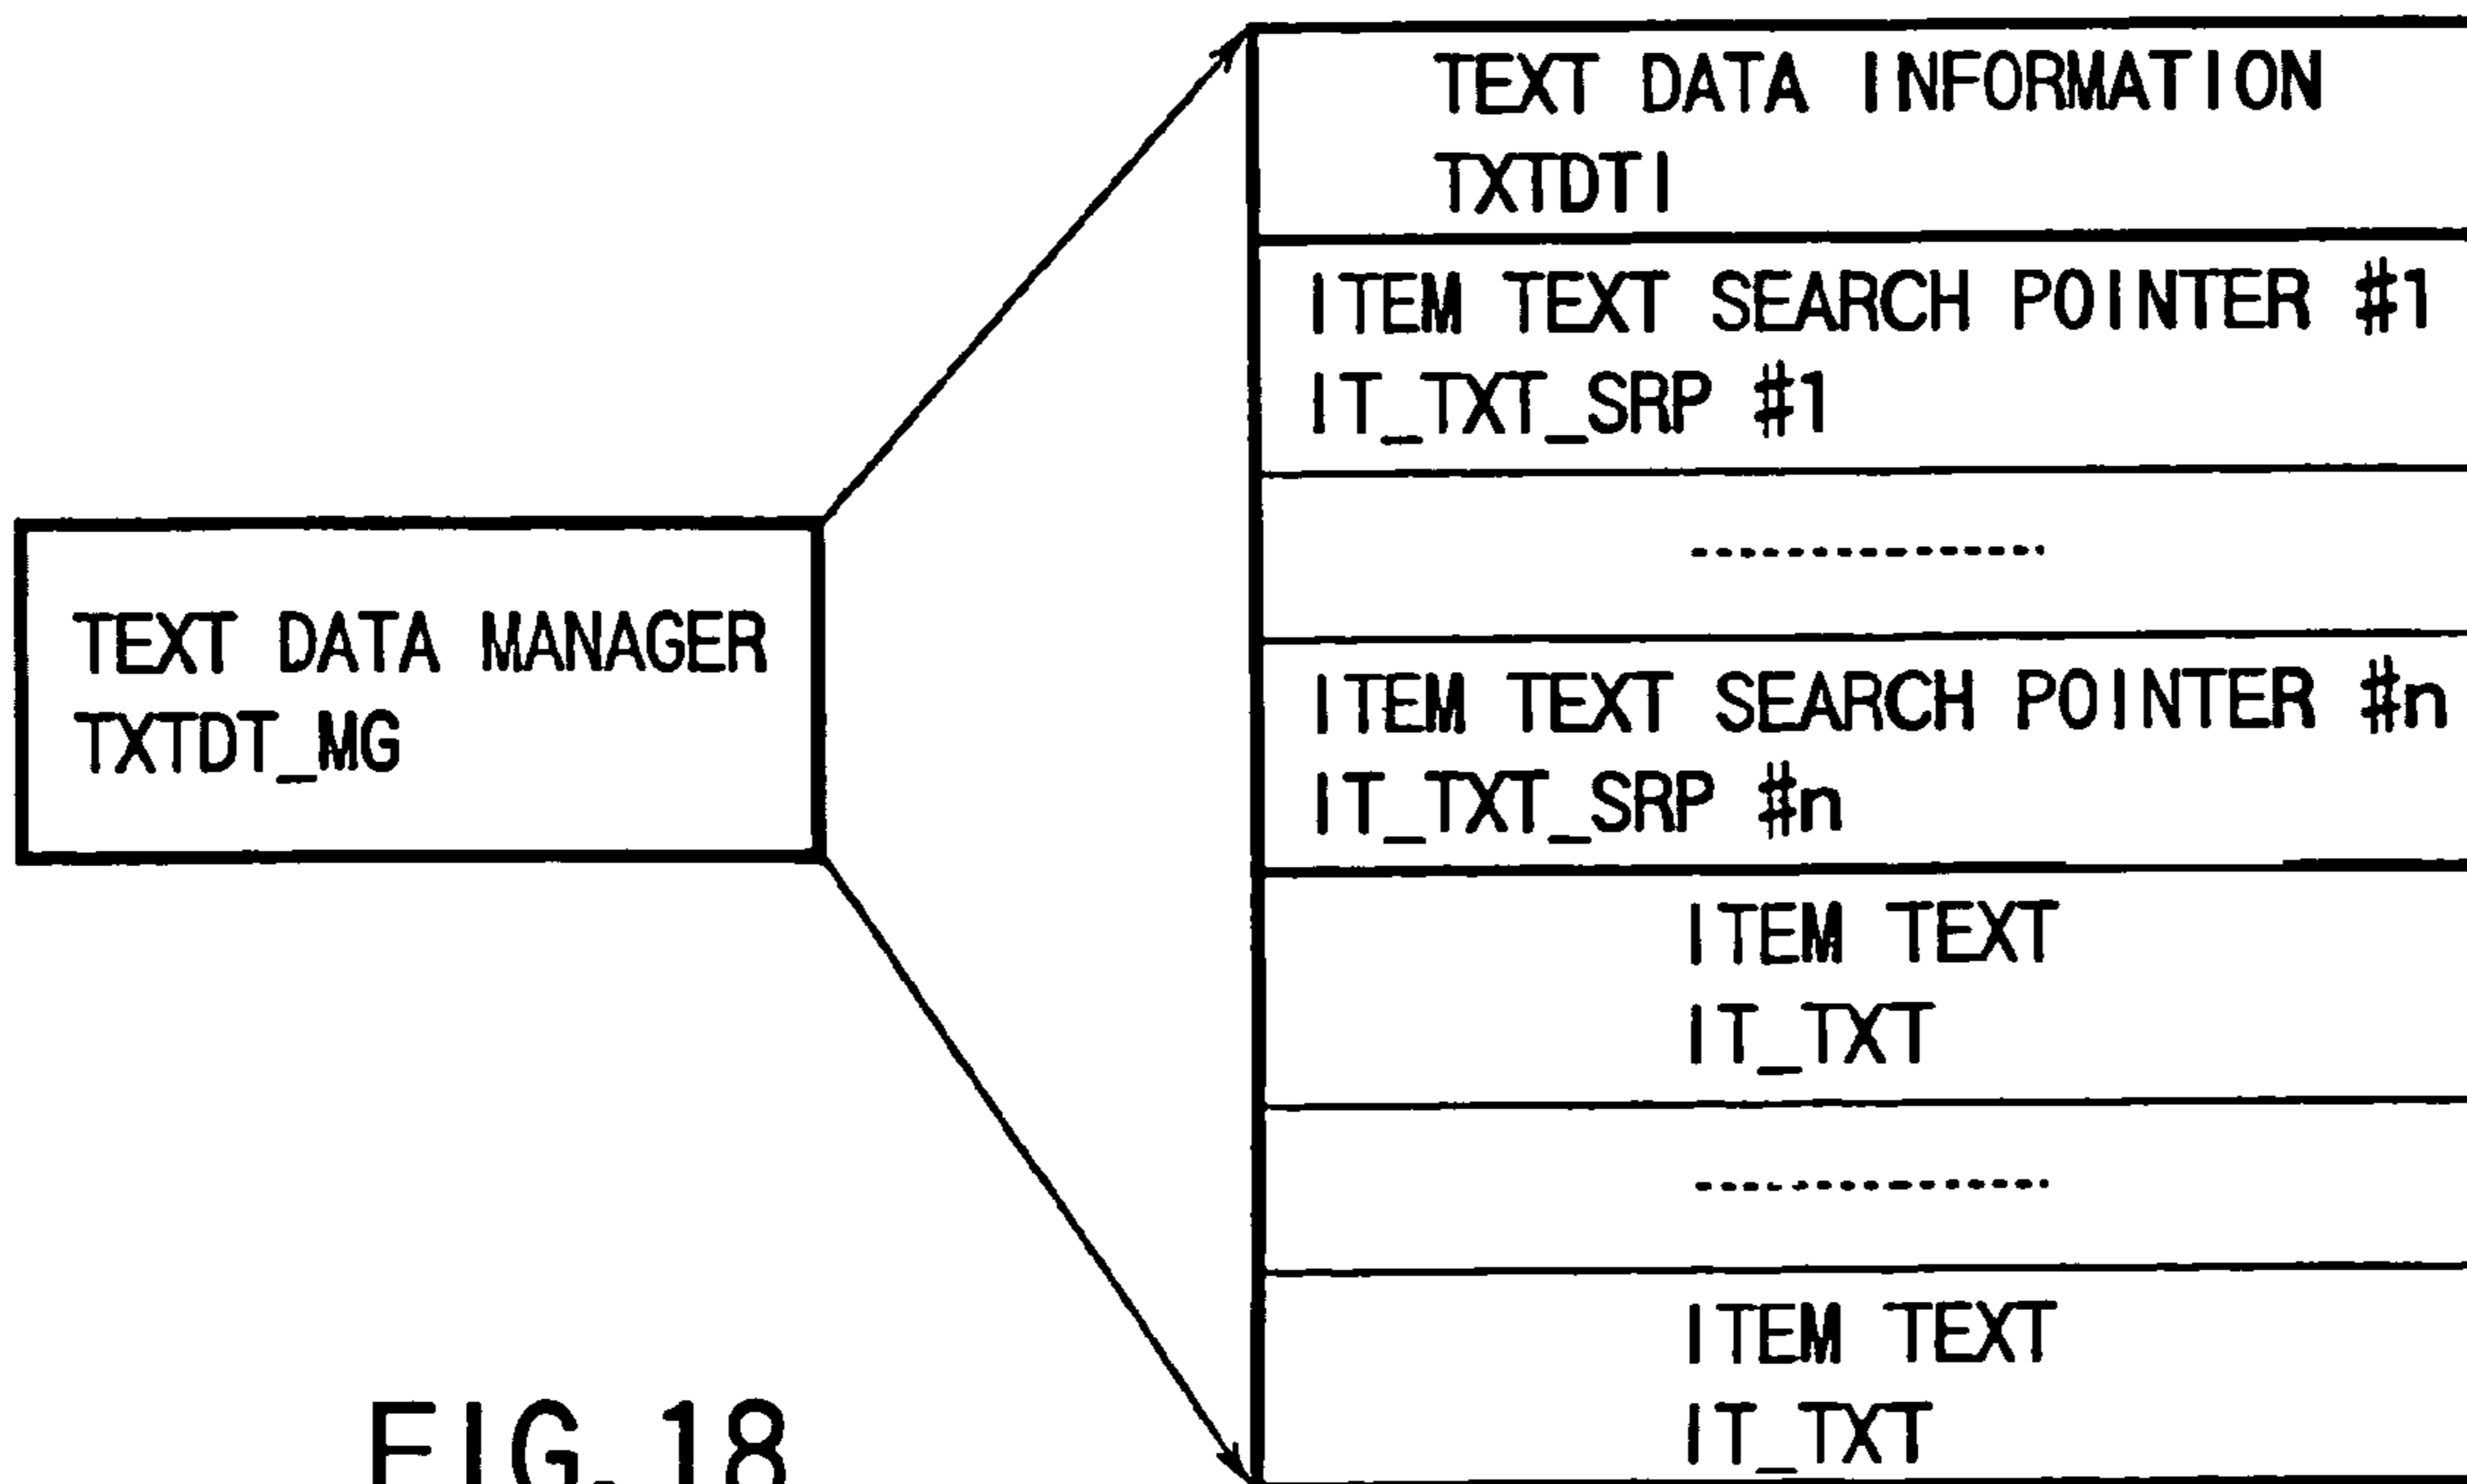 TEXT DATA INFORMATION
TXTDTI
ITEM TEXT SEARCH POINTER #1
IT_TXT_SRP #1
TEXT DATA MANAGER
TXTDT_MG
ITEM TEXT SEARCH POINTER #n
IT_TXT_SRP #n
ITEM TEXT
IT_TXT
ITEM TEXT
IT_TXT
FIG. 18